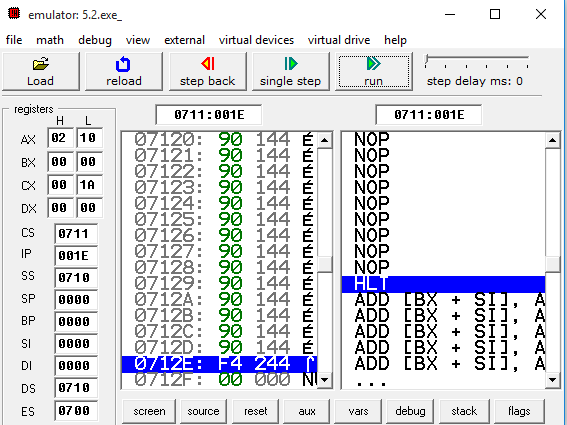 emulator: 5.2.exe_
file math debug view external virtual devices virtual drive help
Load reload step back single step run step delay ms: 0
registers
H L
0711:001E 0711:001E
AX 02 10
BX 00 00
CX 00 1A
DX 00 00
CS 0711
IP 001E
SS 0710
SP 0000
BP 0000
SI 0000
DI 0000
DS 0710
ES 0700
07120: 90 144 É
07121: 90 144 É
07122: 90 144 É
07123: 90 144 É
07124: 90 144 É
07125: 90 144 É
07126: 90 144 É
07127: 90 144 É
07128: 90 144 É
07129: 90 144 É
0712A: 90 144 É
0712B: 90 144 É
0712C: 90 144 É
0712D: 90 144 É
0712E: F4 244 ⌠
0712F: 00 000 NU
NOP
NOP
NOP
NOP
NOP
NOP
NOP
NOP
NOP
HLT
ADD [BX + SI], A
ADD [BX + SI], A
ADD [BX + SI], A
ADD [BX + SI], A
ADD [BX + SI], A
...
screen source reset aux vars debug stack flags